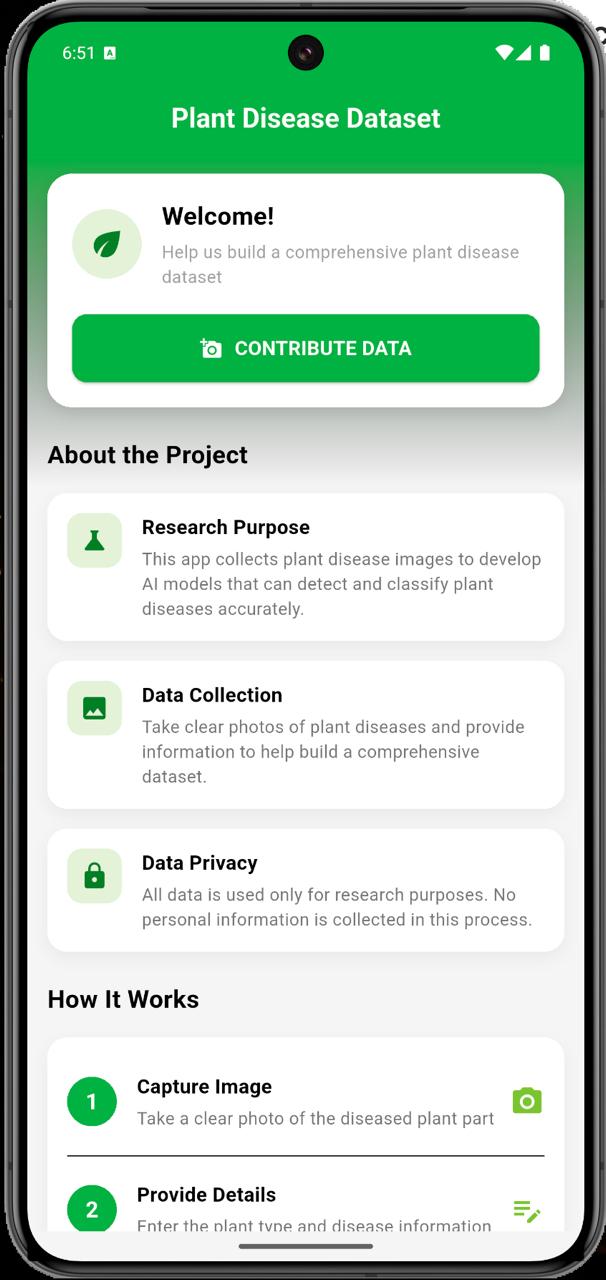 6:51 A
Plant Disease Dataset
Welcome!
Help us build a comprehensive plant disease
dataset
CONTRIBUTE DATA
About the Project
Research Purpose
This app collects plant disease images to develop
AI models that can detect and classify plant
diseases accurately.
Data Collection
Take clear photos of plant diseases and provide
information to help build a comprehensive
dataset.
Data Privacy
All data is used only for research purposes. No
personal information is collected in this process.
How It Works
1
Capture Image
Take a clear photo of the diseased plant part
2
Provide Details
Enter the plant type and disease information